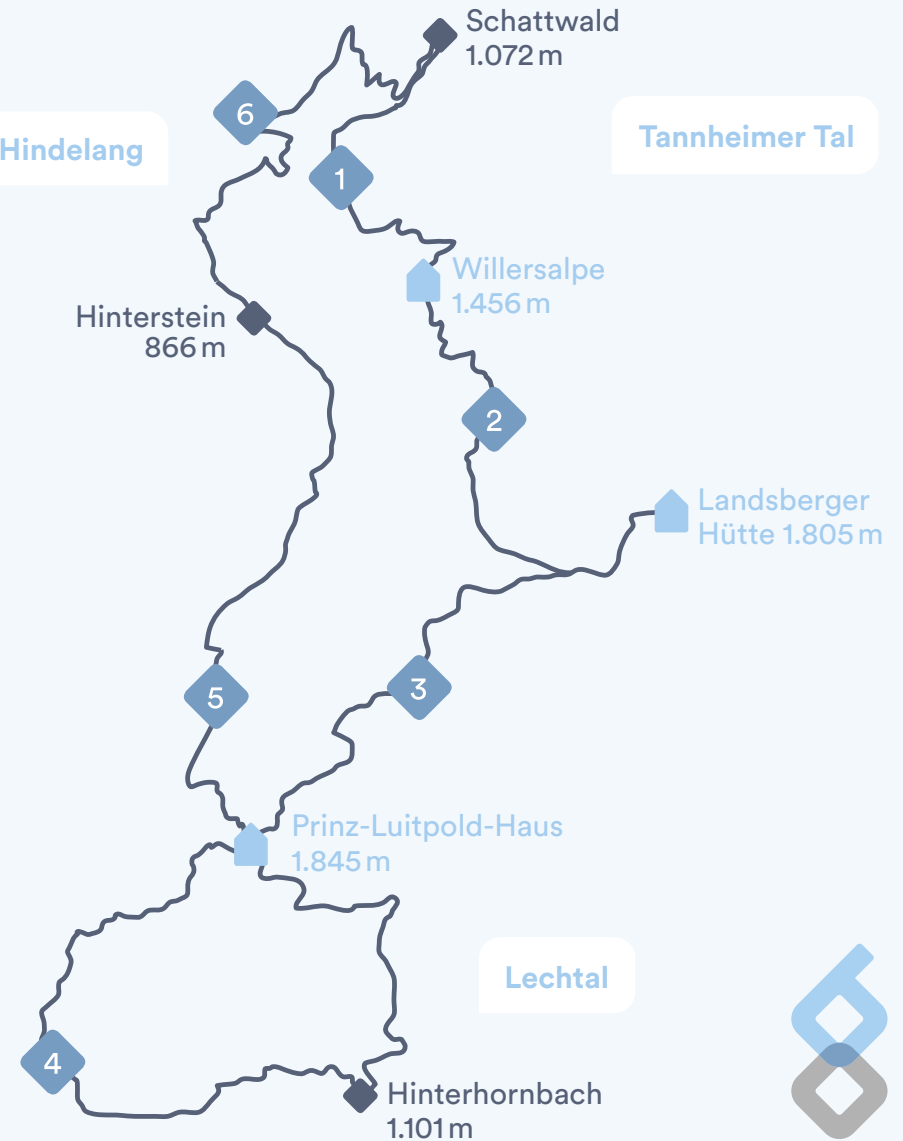 Schattwald
1.072 m
6
Hindelang
Tannheimer Tal
1
Willersalpe
1.456 m
Hinterstein
866 m
2
Landsberger
Hütte 1.805 m
3
5
Prinz-Luitpold-Haus
1.845 m
Lechtal
4
Hinterhornbach
1.101 m